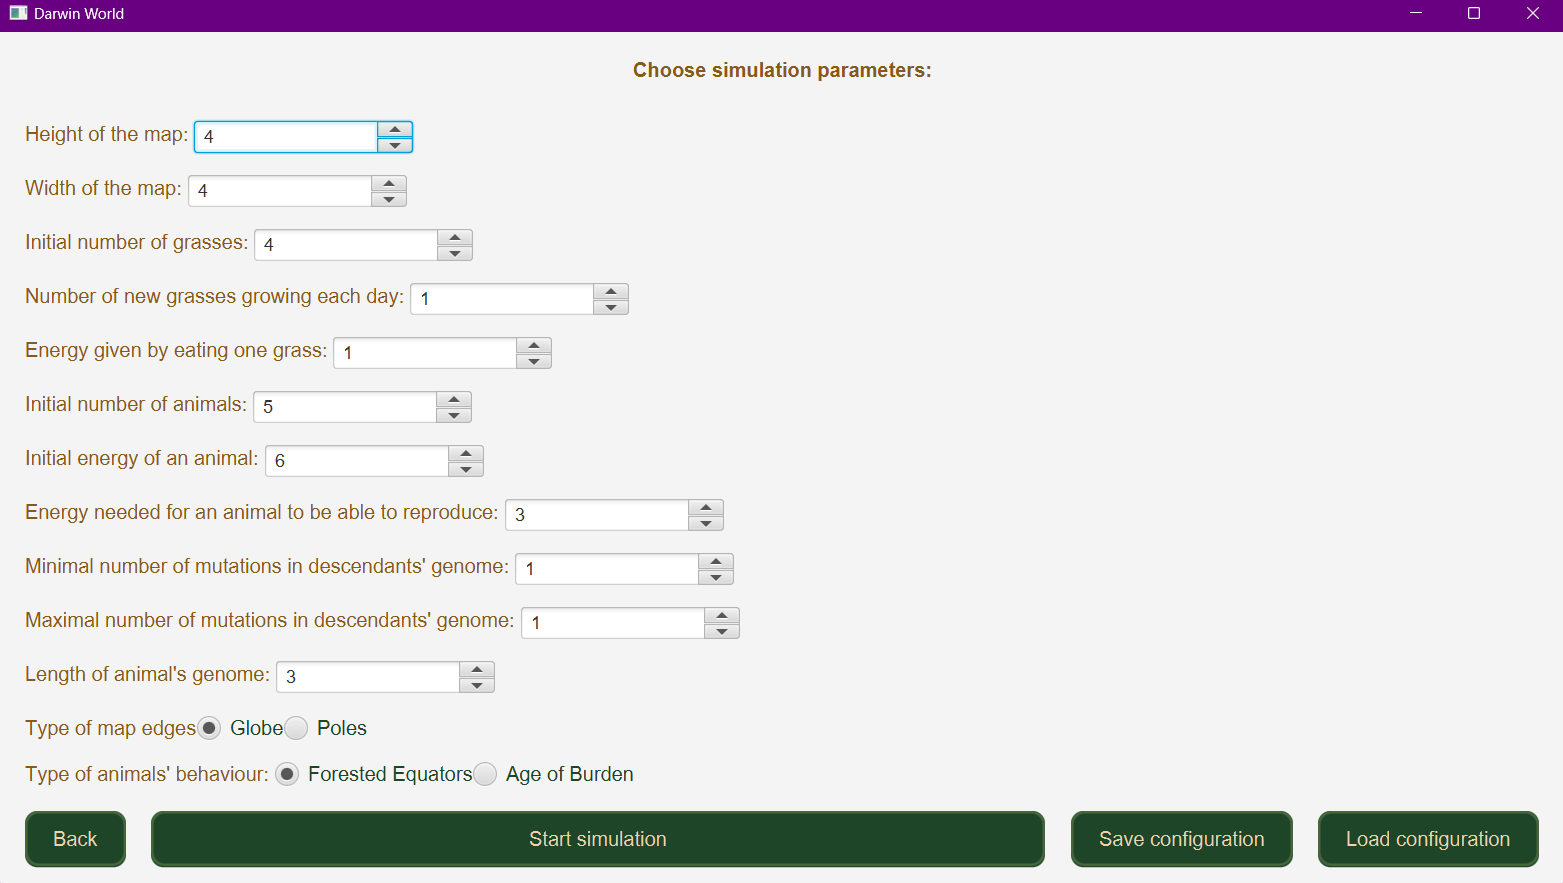 Darwin World
Choose simulation parameters:
Height of the map: 4
Width of the map: 4
Initial number of grasses: 4
Number of new grasses growing each day: 1
Energy given by eating one grass: 1
Initial number of animals: 5
Initial energy of an animal: 6
Energy needed for an animal to be able to reproduce: 3
Minimal number of mutations in descendants' genome: 1
Maximal number of mutations in descendants' genome: 1
Length of animal's genome: 3
Type of map edges Globe Poles
Type of animals' behaviour: Forested Equators Age of Burden
Back Start simulation Save configuration Load configuration